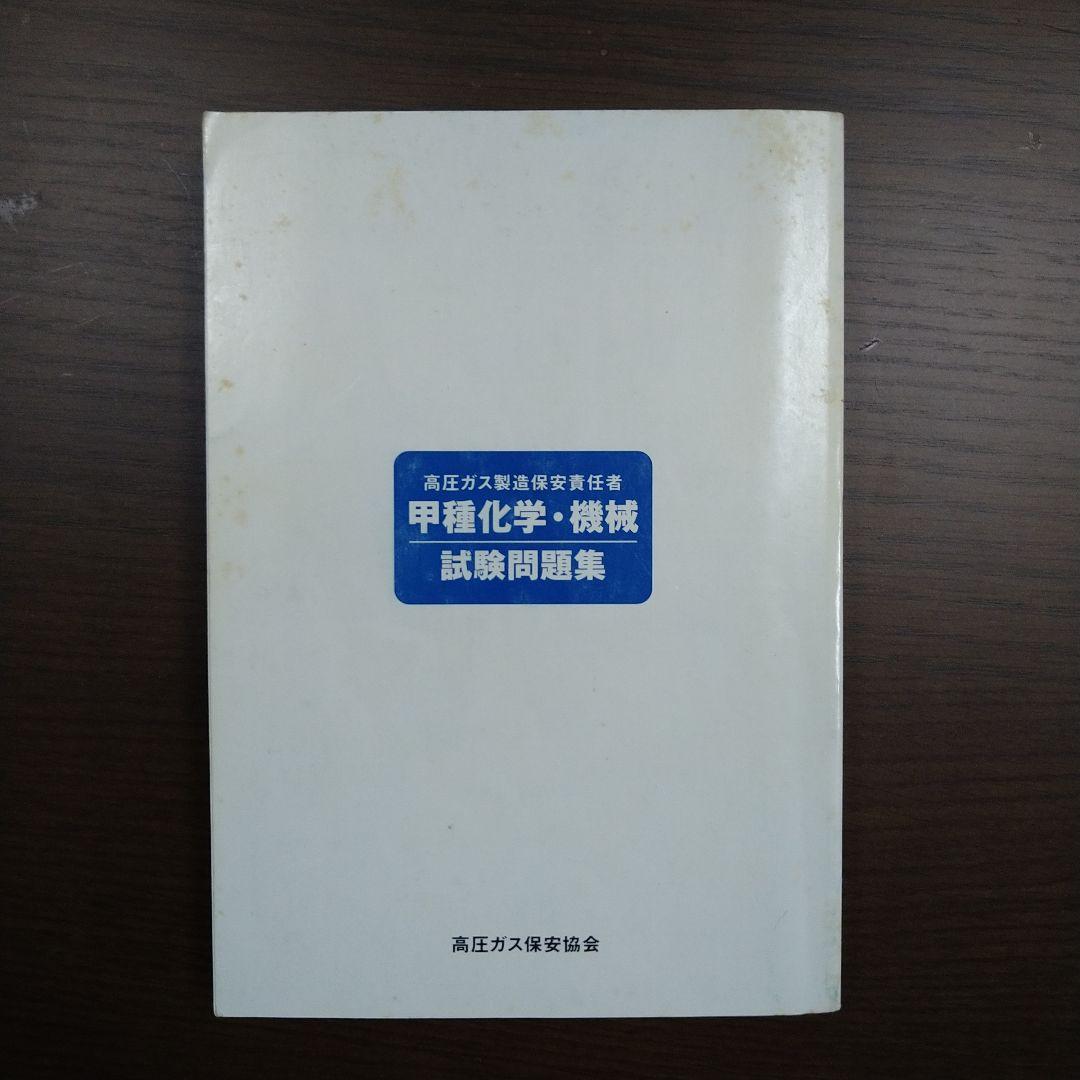 高圧ガス製造保安責任者
甲種化学・機械
試験問題集
高圧ガス保安協会